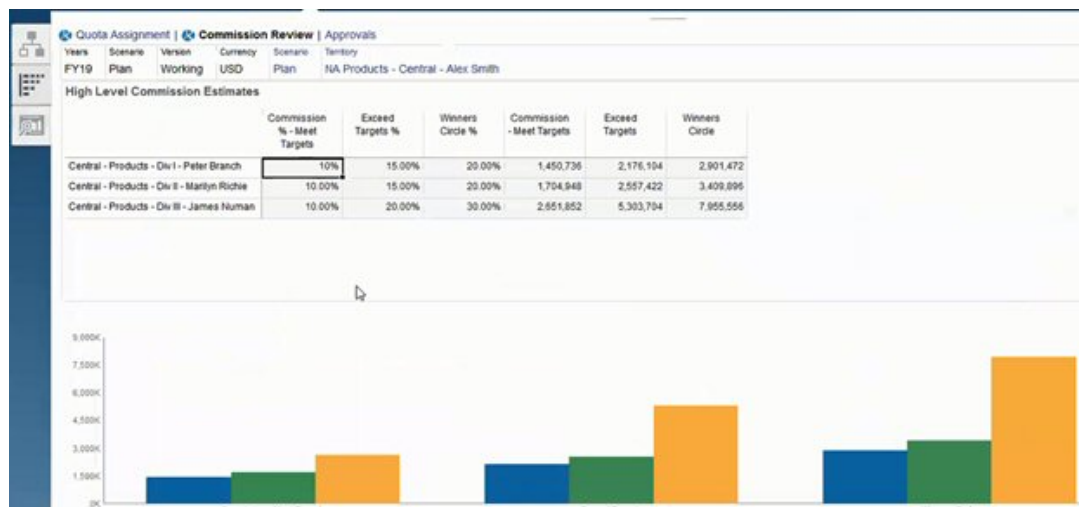 Quota Assignment | Commission Review | Approvals
Years Scenario Version Currency Scenario Territory
FY19 Plan Working USD Plan NA Products - Central - Alex Smith
High Level Commission Estimates
Commission % - Meet Targets Exceed Targets % Winners Circle % Commission - Meet Targets Exceed Targets Winners Circle
Central - Products - Div I - Peter Branch 10% 15.00% 20.00% 1,450,736 2,176,104 2,901,472
Central - Products - Div II - Marilyn Richie 10.00% 15.00% 20.00% 1,704,948 2,557,422 3,409,896
Central - Products - Div III - James Numan 10.00% 20.00% 30.00% 2,651,852 5,303,704 7,955,556
9,000K
7,500K
6,000K
4,500K
3,000K
1,500K
0K